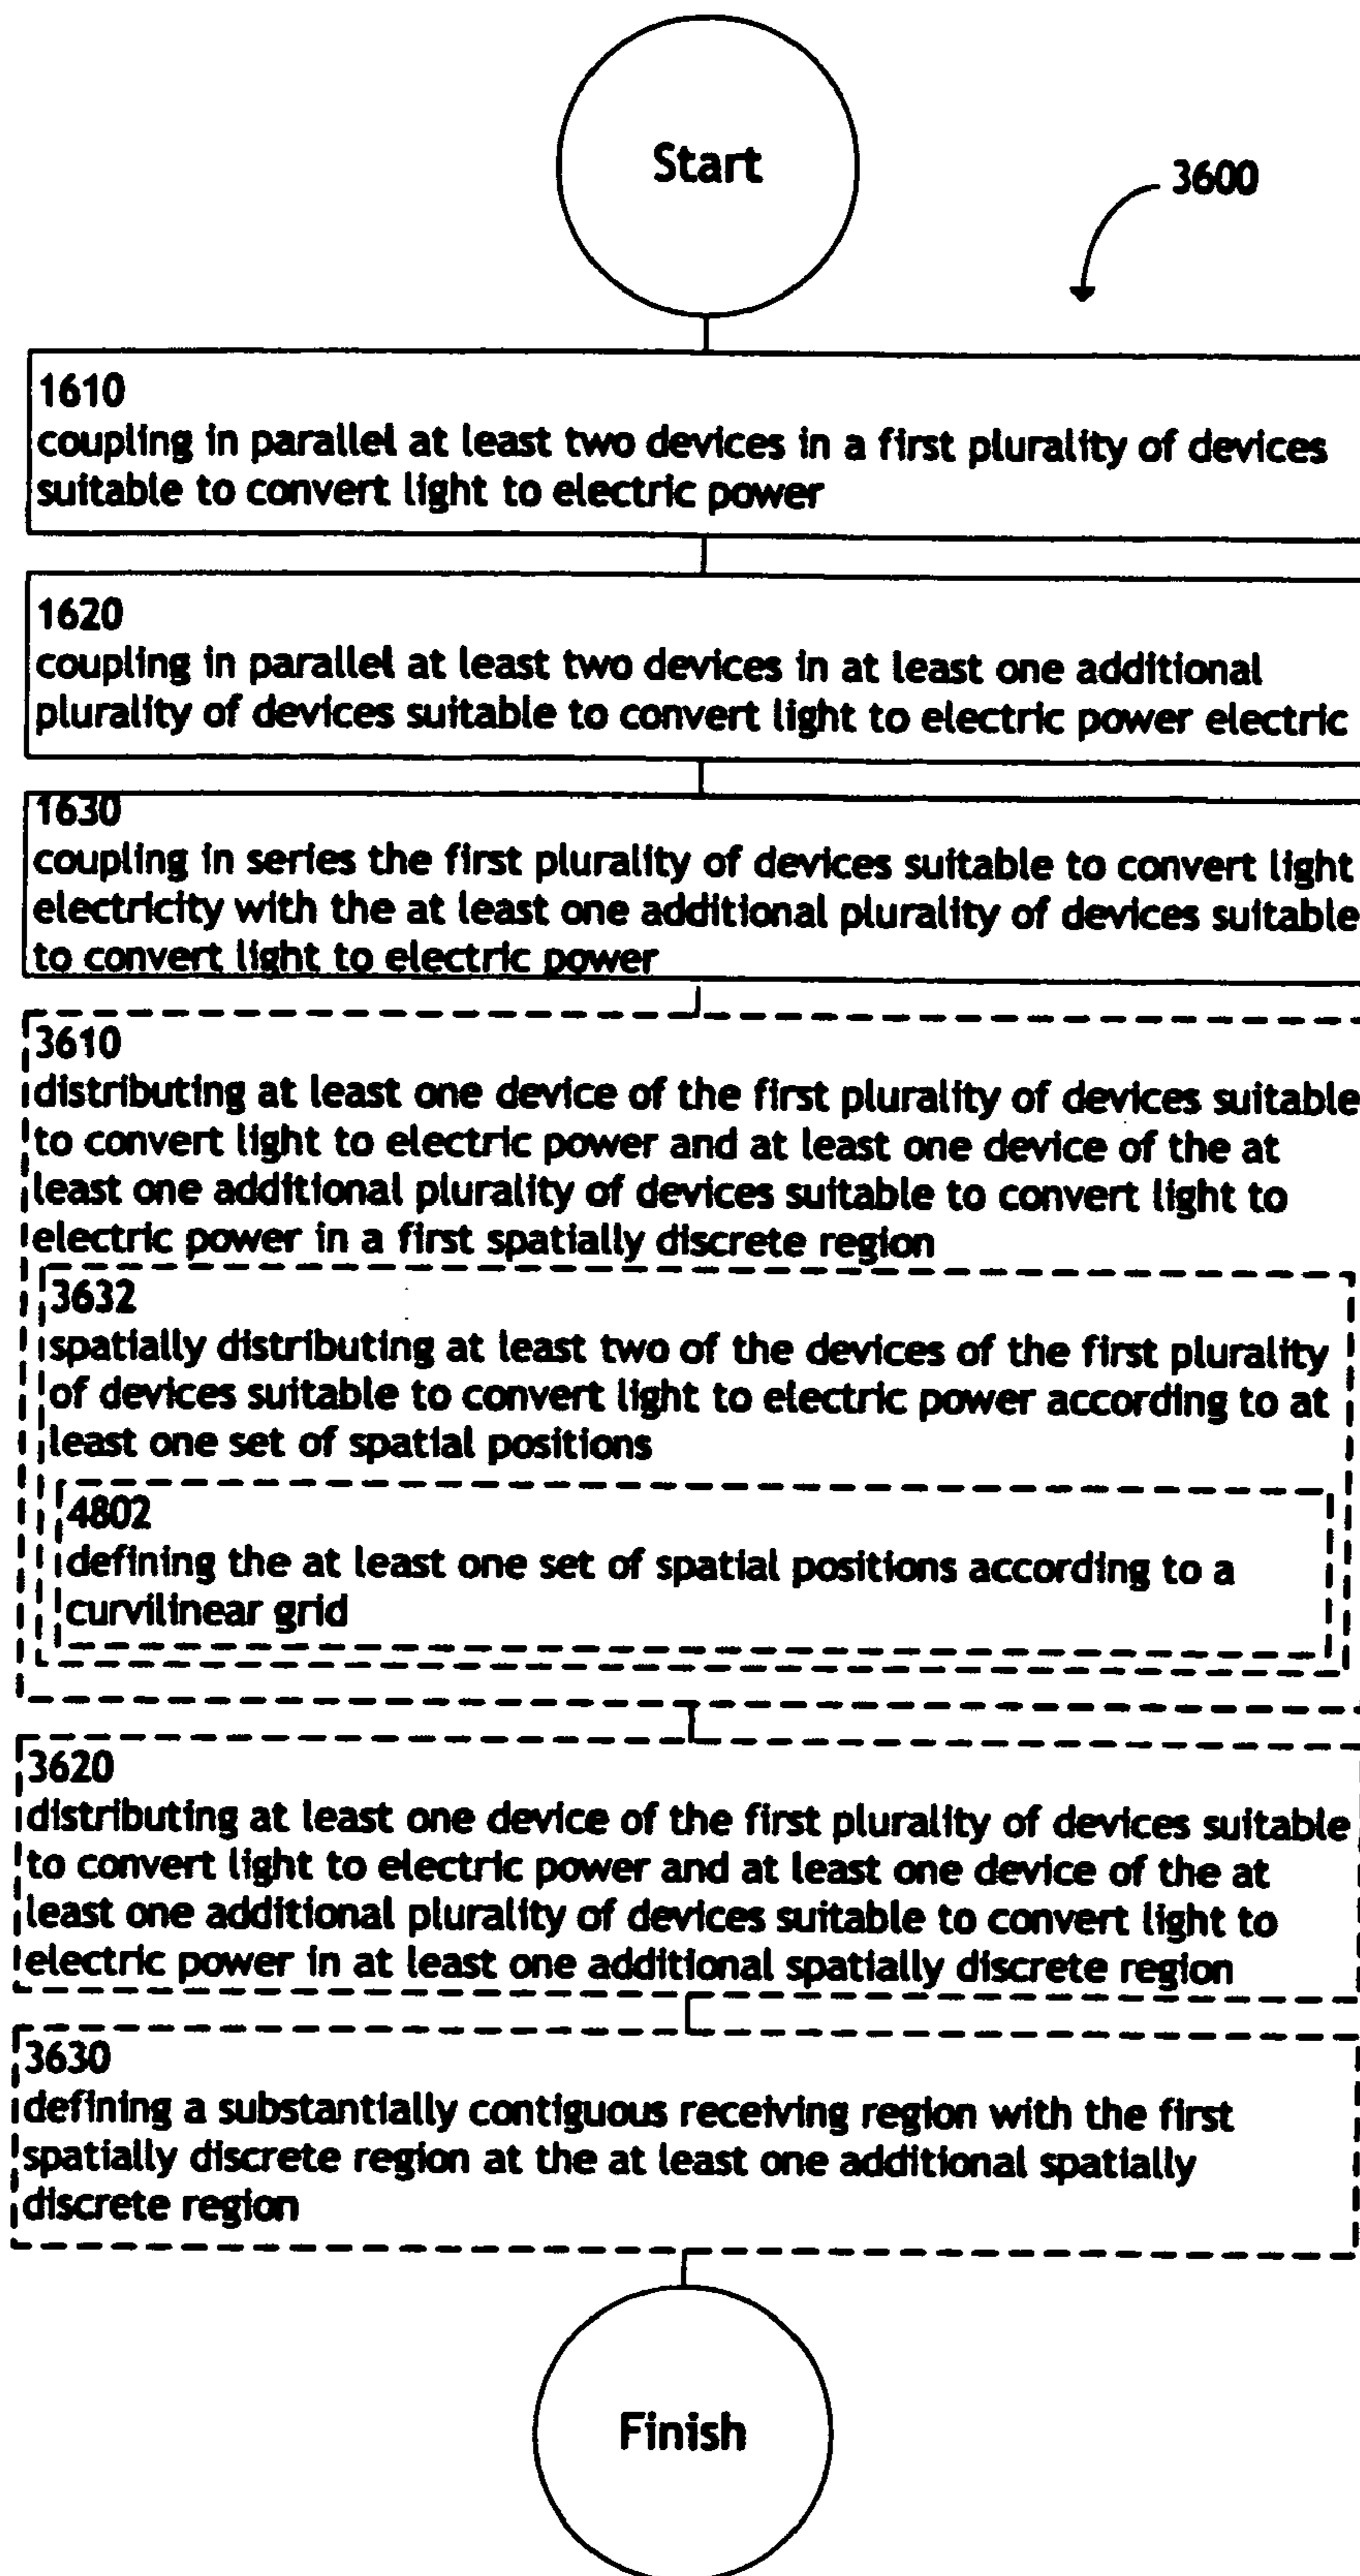 Start
3600
1610
coupling in parallel at least two devices in a first plurality of devices
suitable to convert light to electric power
1620
coupling in parallel at least two devices in at least one additional
plurality of devices suitable to convert light to electric power electric
1630
coupling in series the first plurality of devices suitable to convert light
electricity with the at least one additional plurality of devices suitable
to convert light to electric power
3610
distributing at least one device of the first plurality of devices suitable
to convert light to electric power and at least one device of the at
least one additional plurality of devices suitable to convert light to
electric power in a first spatially discrete region
3632
spatially distributing at least two of the devices of the first plurality
of devices suitable to convert light to electric power according to at
least one set of spatial positions
4802
defining the at least one set of spatial positions according to a
curvilinear grid
3620
distributing at least one device of the first plurality of devices suitable
to convert light to electric power and at least one device of the at
least one additional plurality of devices suitable to convert light to
electric power in at least one additional spatially discrete region
3630
defining a substantially contiguous receiving region with the first
spatially discrete region at the at least one additional spatially
discrete region
Finish